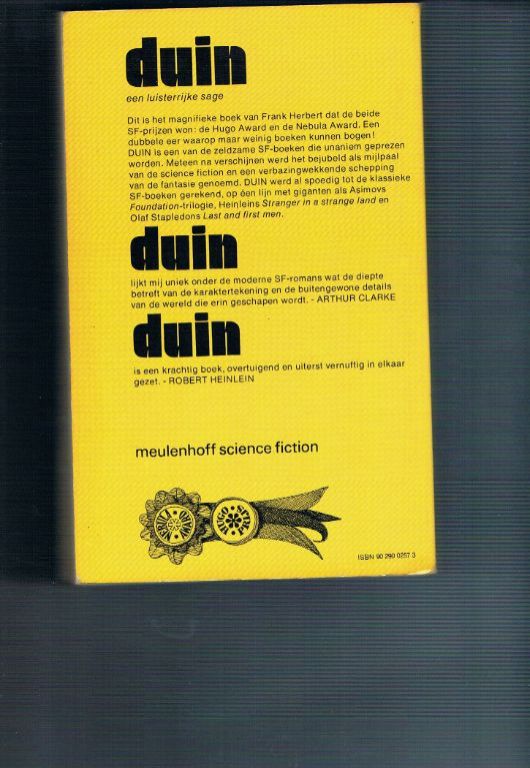 duin
een luisterrijke sage
Dit is het magnifieke boek van Frank Herbert dat de beide
SF-prijzen won: de Hugo Award en de Nebula Award. Een
dubbele eer waarop maar weinig boeken kunnen bogen!
DUIN is een van de zeldzame SF-boeken die unaniem geprezen
worden. Meteen na verschijnen werd het bejubeld als mijlpaal
van de science fiction en een verbazingwekkende schepping
van de fantasie genoemd. DUIN werd al spoedig tot de klassieke
SF-boeken gerekend, op één lijn met giganten als Asimovs
Foundation-trilogie, Heinleins Stranger in a strange land en
Olaf Stapledons Last and first men.
duin
lijkt mij uniek onder de moderne SF-romans wat de diepte
betreft van de karaktertekening en de buitengewone details
van de wereld die erin geschapen wordt. - ARTHUR CLARKE
duin
is een krachtig boek, overtuigend en uiterst vernuftig in elkaar
gezet. - ROBERT HEINLEIN
meulenhoff science fiction
HUGO
ISBN 90 290 0257 3